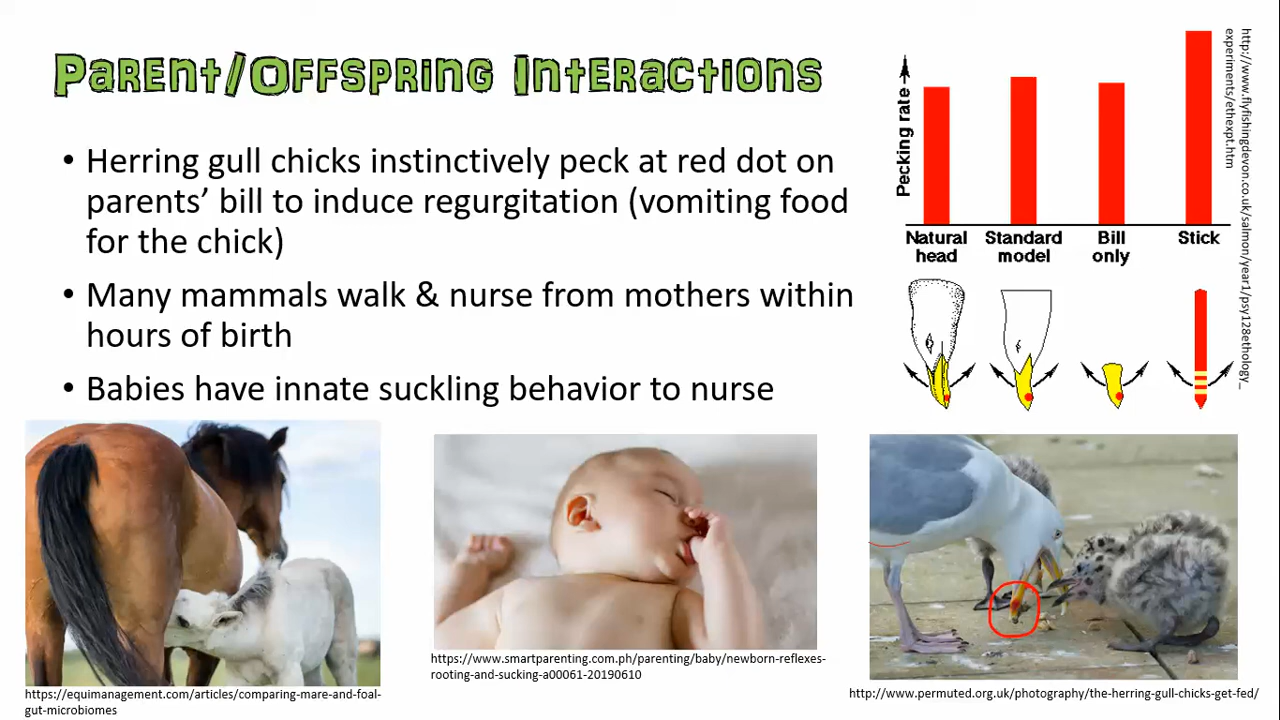 Parent/Offspring Interactions
• Herring gull chicks instinctively peck at red dot on
parents’ bill to induce regurgitation (vomiting food
for the chick)
• Many mammals walk & nurse from mothers within
hours of birth
• Babies have innate suckling behavior to nurse
Pecking rate
Natural
head
Standard
model
Bill
only
Stick
http://www.flyfishingdevon.co.uk/salmon/year1/psy128ethology_
experiments/ethexpt.htm
https://equimanagement.com/articles/comparing-mare-and-foal-
gut-microbiomes
https://www.smartparenting.com.ph/parenting/baby/newborn-reflexes-
rooting-and-sucking-a00061-20190610
http://www.permuted.org.uk/photography/the-herring-gull-chicks-get-fed/